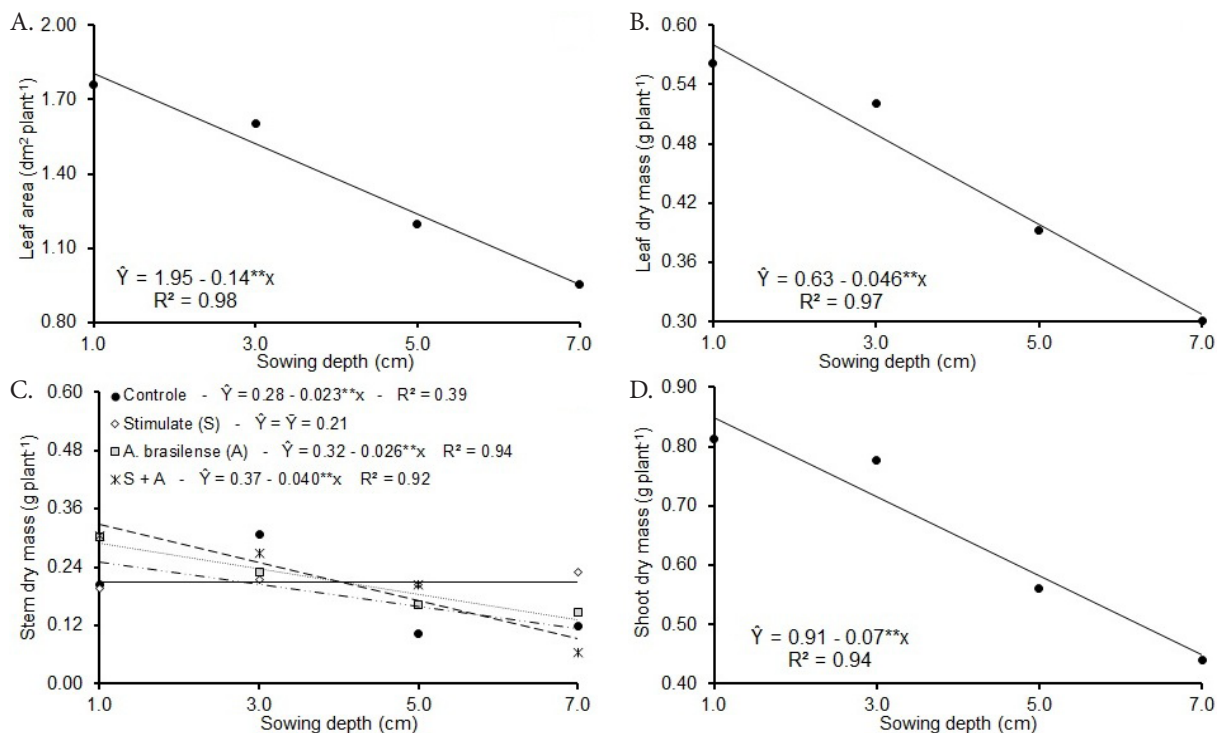 A.
Leaf area (dm² plant⁻¹)
2.00
1.70
1.40
1.10
0.80
Ŷ = 1.95 - 0.14**x
R² = 0.98
1.0 3.0 5.0 7.0
Sowing depth (cm)
B.
Leaf dry mass (g plant⁻¹)
0.60
0.54
0.48
0.42
0.36
0.30
Ŷ = 0.63 - 0.046**x
R² = 0.97
1.0 3.0 5.0 7.0
Sowing depth (cm)
C.
Stem dry mass (g plant⁻¹)
0.60
0.48
0.36
0.24
0.12
0.00
Controle - Ŷ = 0.28 - 0.023**x - R² = 0.39
Stimulate (S) - Ŷ = Ȳ = 0.21
A. brasilense (A) - Ŷ = 0.32 - 0.026**x R² = 0.94
S + A - Ŷ = 0.37 - 0.040**x R² = 0.92
1.0 3.0 5.0 7.0
Sowing depth (cm)
D.
Shoot dry mass (g plant⁻¹)
0.90
0.80
0.70
0.60
0.50
0.40
Ŷ = 0.91 - 0.07**x
R² = 0.94
1.0 3.0 5.0 7.0
Sowing depth (cm)